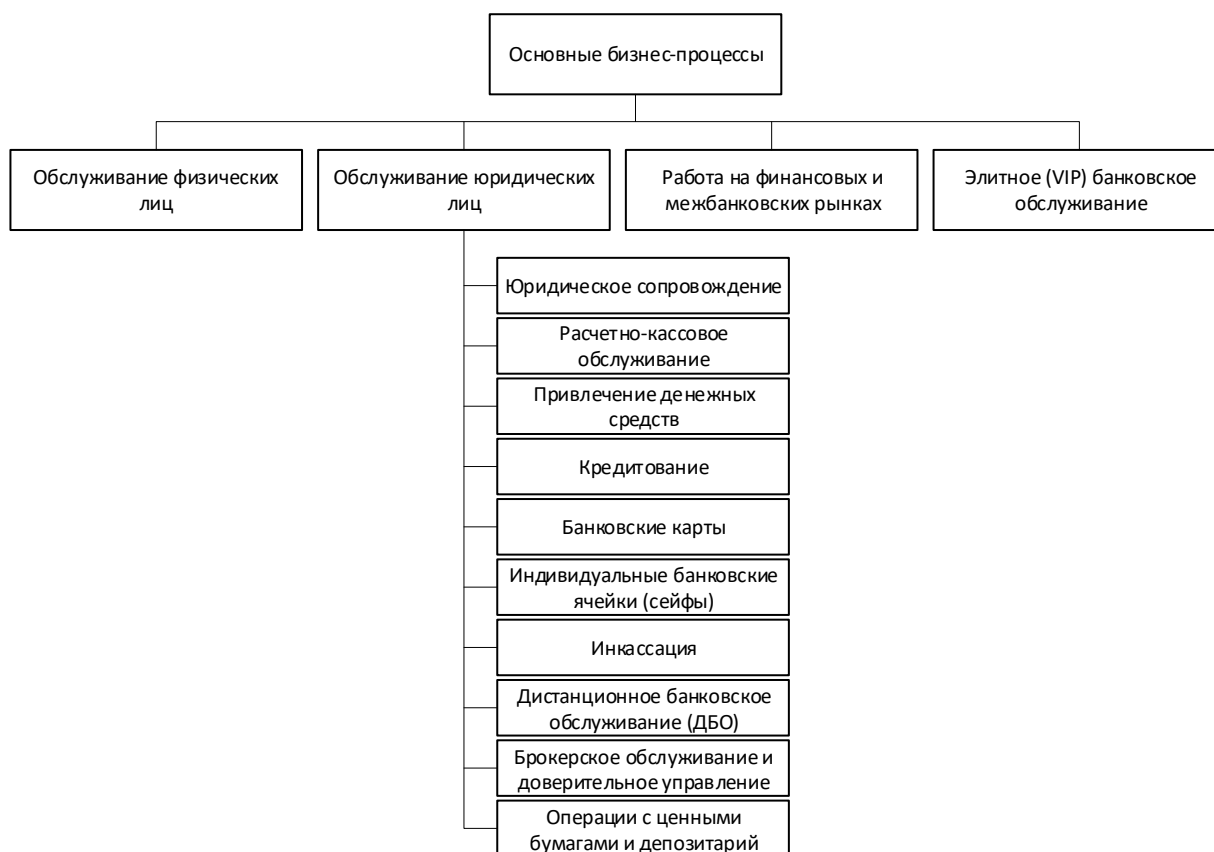 Основные бизнес-процессы
Обслуживание физических
лиц
Обслуживание юридических
лиц
Работа на финансовых и
межбанковских рынках
Элитное (VIP) банковское
обслуживание
Юридическое сопровождение
Расчетно-кассовое
обслуживание
Привлечение денежных
средств
Кредитование
Банковские карты
Индивидуальные банковские
ячейки (сейфы)
Инкассация
Дистанционное банковское
обслуживание (ДБО)
Брокерское обслуживание и
доверительное управление
Операции с ценными
бумагами и депозитарий